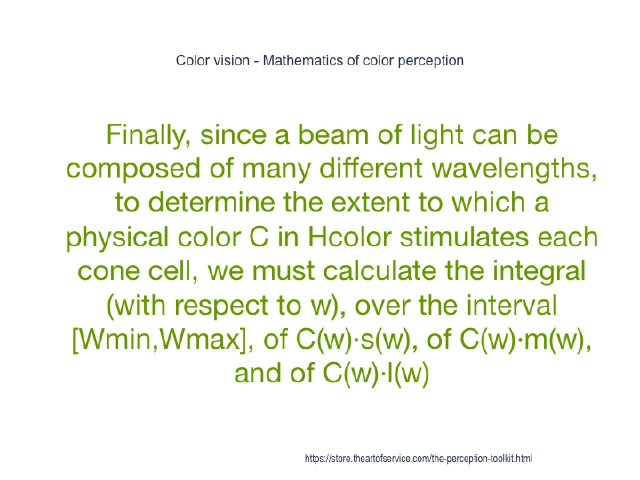 Color vision - Mathematics of color perception
Finally, since a beam of light can be
composed of many different wavelengths,
to determine the extent to which a
physical color C in Hcolor stimulates each
cone cell, we must calculate the integral
(with respect to w), over the interval
[Wmin,Wmax], of C(w)·s(w), of C(w)·m(w),
and of C(w)·l(w)
https://store.theartofservice.com/the-perception-toolkit.html